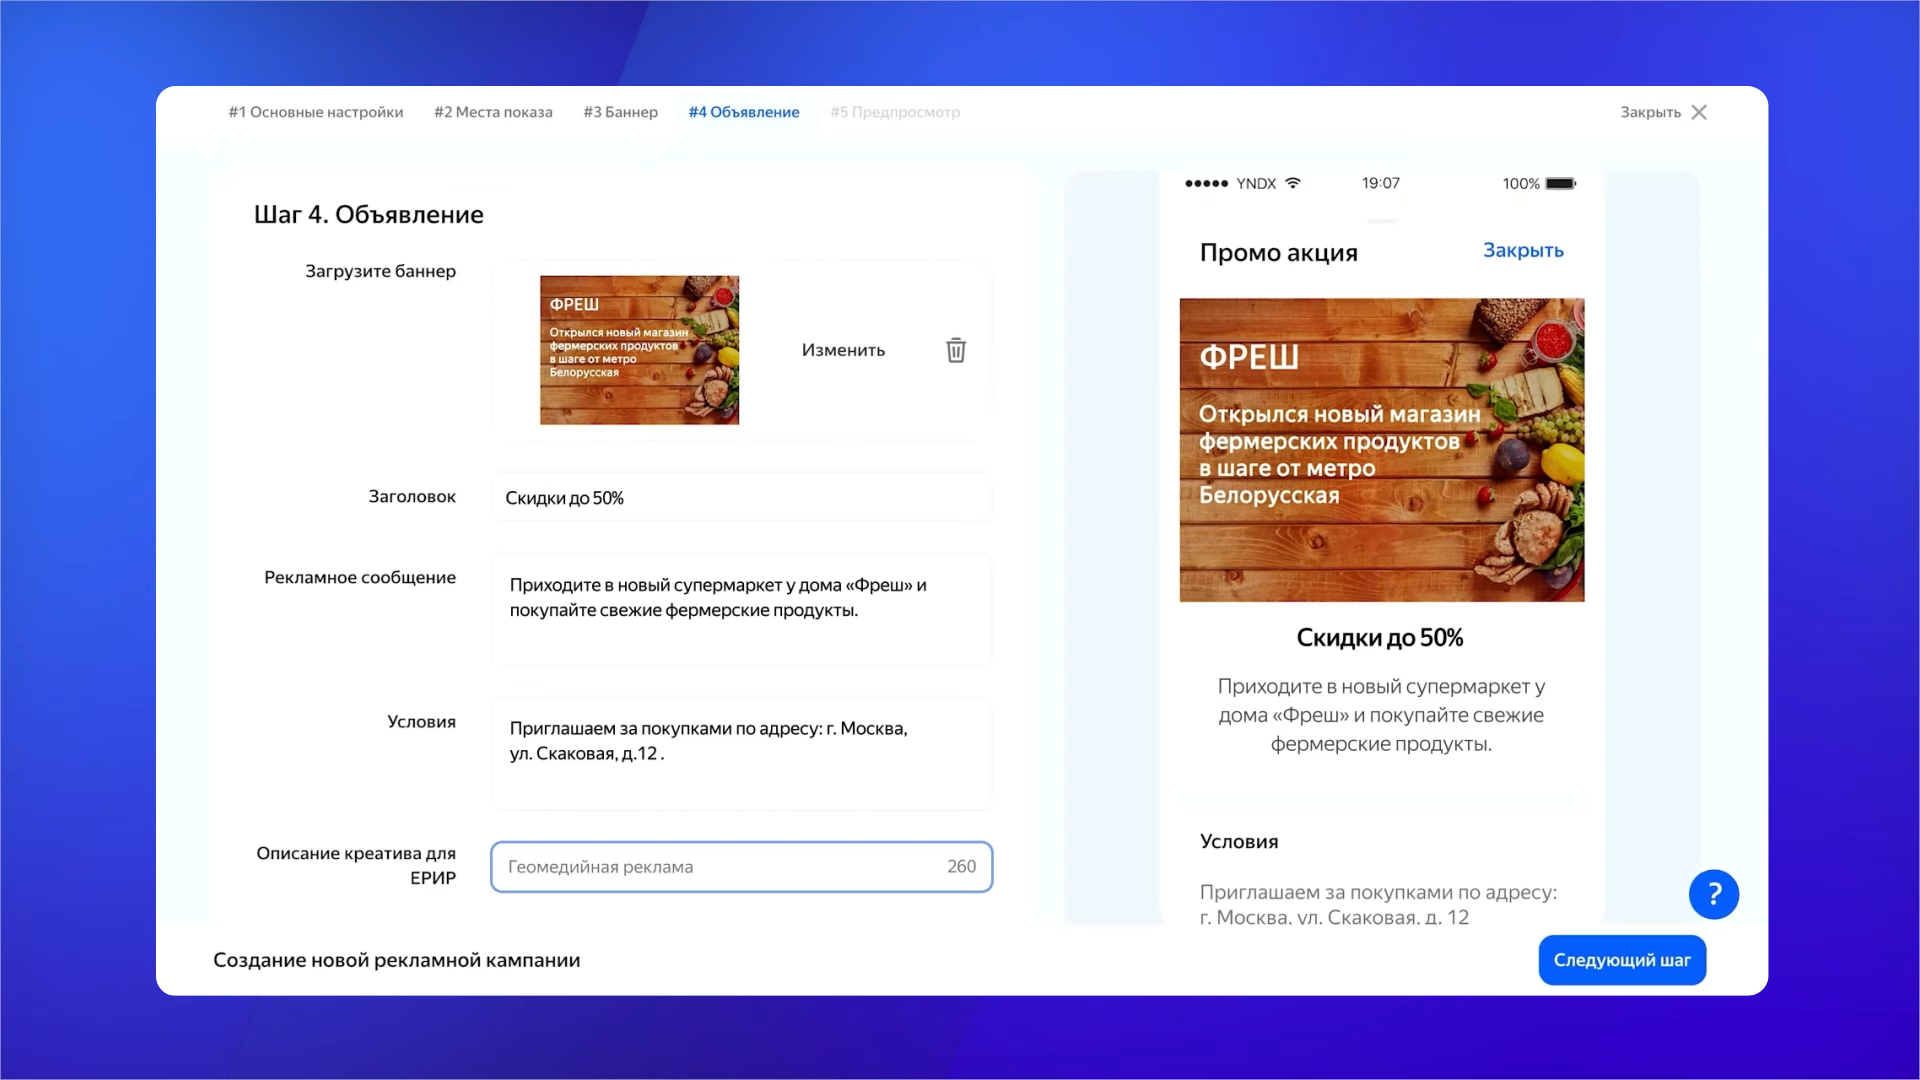 #1 Основные настройки
#2 Места показа
#3 Баннер
#4 Объявление
#5 Предпросмотр
Закрыть
Шаг 4. Объявление
Загрузите баннер
ФРЕШ
Открылся новый магазин
фермерских продуктов
в шаге от метро
Белорусская
Изменить
Заголовок
Скидки до 50%
Рекламное сообщение
Приходите в новый супермаркет у дома «Фреш» и
покупайте свежие фермерские продукты.
Условия
Приглашаем за покупками по адресу: г. Москва,
ул. Скаковая, д.12 .
Описание креатива для
ЕРИР
Геомедийная реклама
260
YNDX
19:07
100%
Промо акция
Закрыть
ФРЕШ
Открылся новый магазин
фермерских продуктов
в шаге от метро
Белорусская
Скидки до 50%
Приходите в новый супермаркет у
дома «Фреш» и покупайте свежие
фермерские продукты.
Условия
Приглашаем за покупками по адресу:
г. Москва, ул. Скаковая, д. 12
?
Создание новой рекламной кампании
Следующий шаг